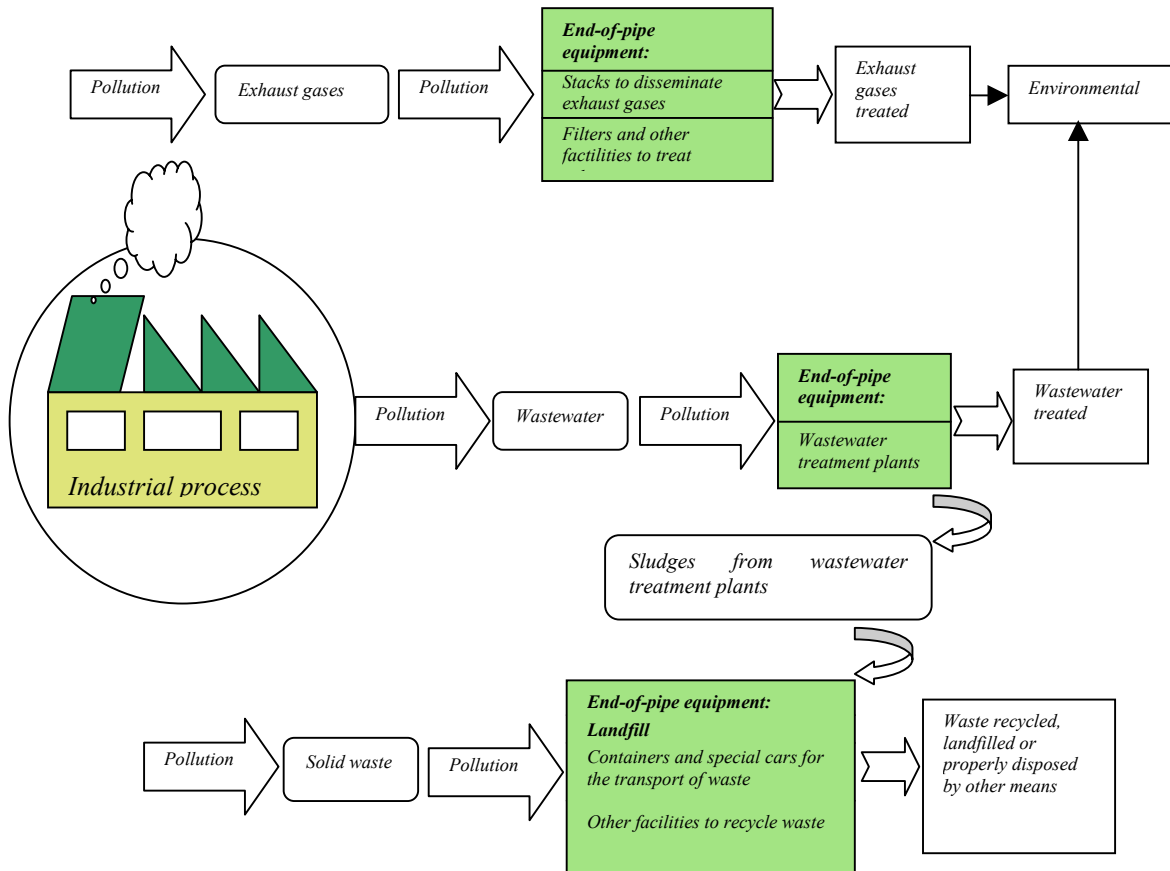 Pollution
Exhaust gases
Pollution
End-of-pipe
equipment:
Stacks to disseminate
exhaust gases
Filters and other
factilities to treat
Exhaust
gases
treated
Environmental
Industrial process
Pollution
Wastewater
Pollution
End-of-pipe
equipment:
Wastewater
treatment plants
Wastewater
treated
Sludges from wastewater
treatment plants
Pollution
Solid waste
Pollution
End-of-pipe equipment:
Landfill
Containers and special cars for
the transport of waste
Other facilities to recycle waste
Waste recycled,
landfilled or
properly disposed
by other means